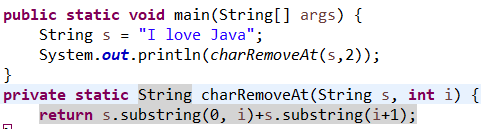 public static void main(String[] args) {
    String s = "I love Java";
    System.out.println(charRemoveAt(s,2));
}
private static String charRemoveAt(String s, int i) {
    return s.substring(0, i)+s.substring(i+1);